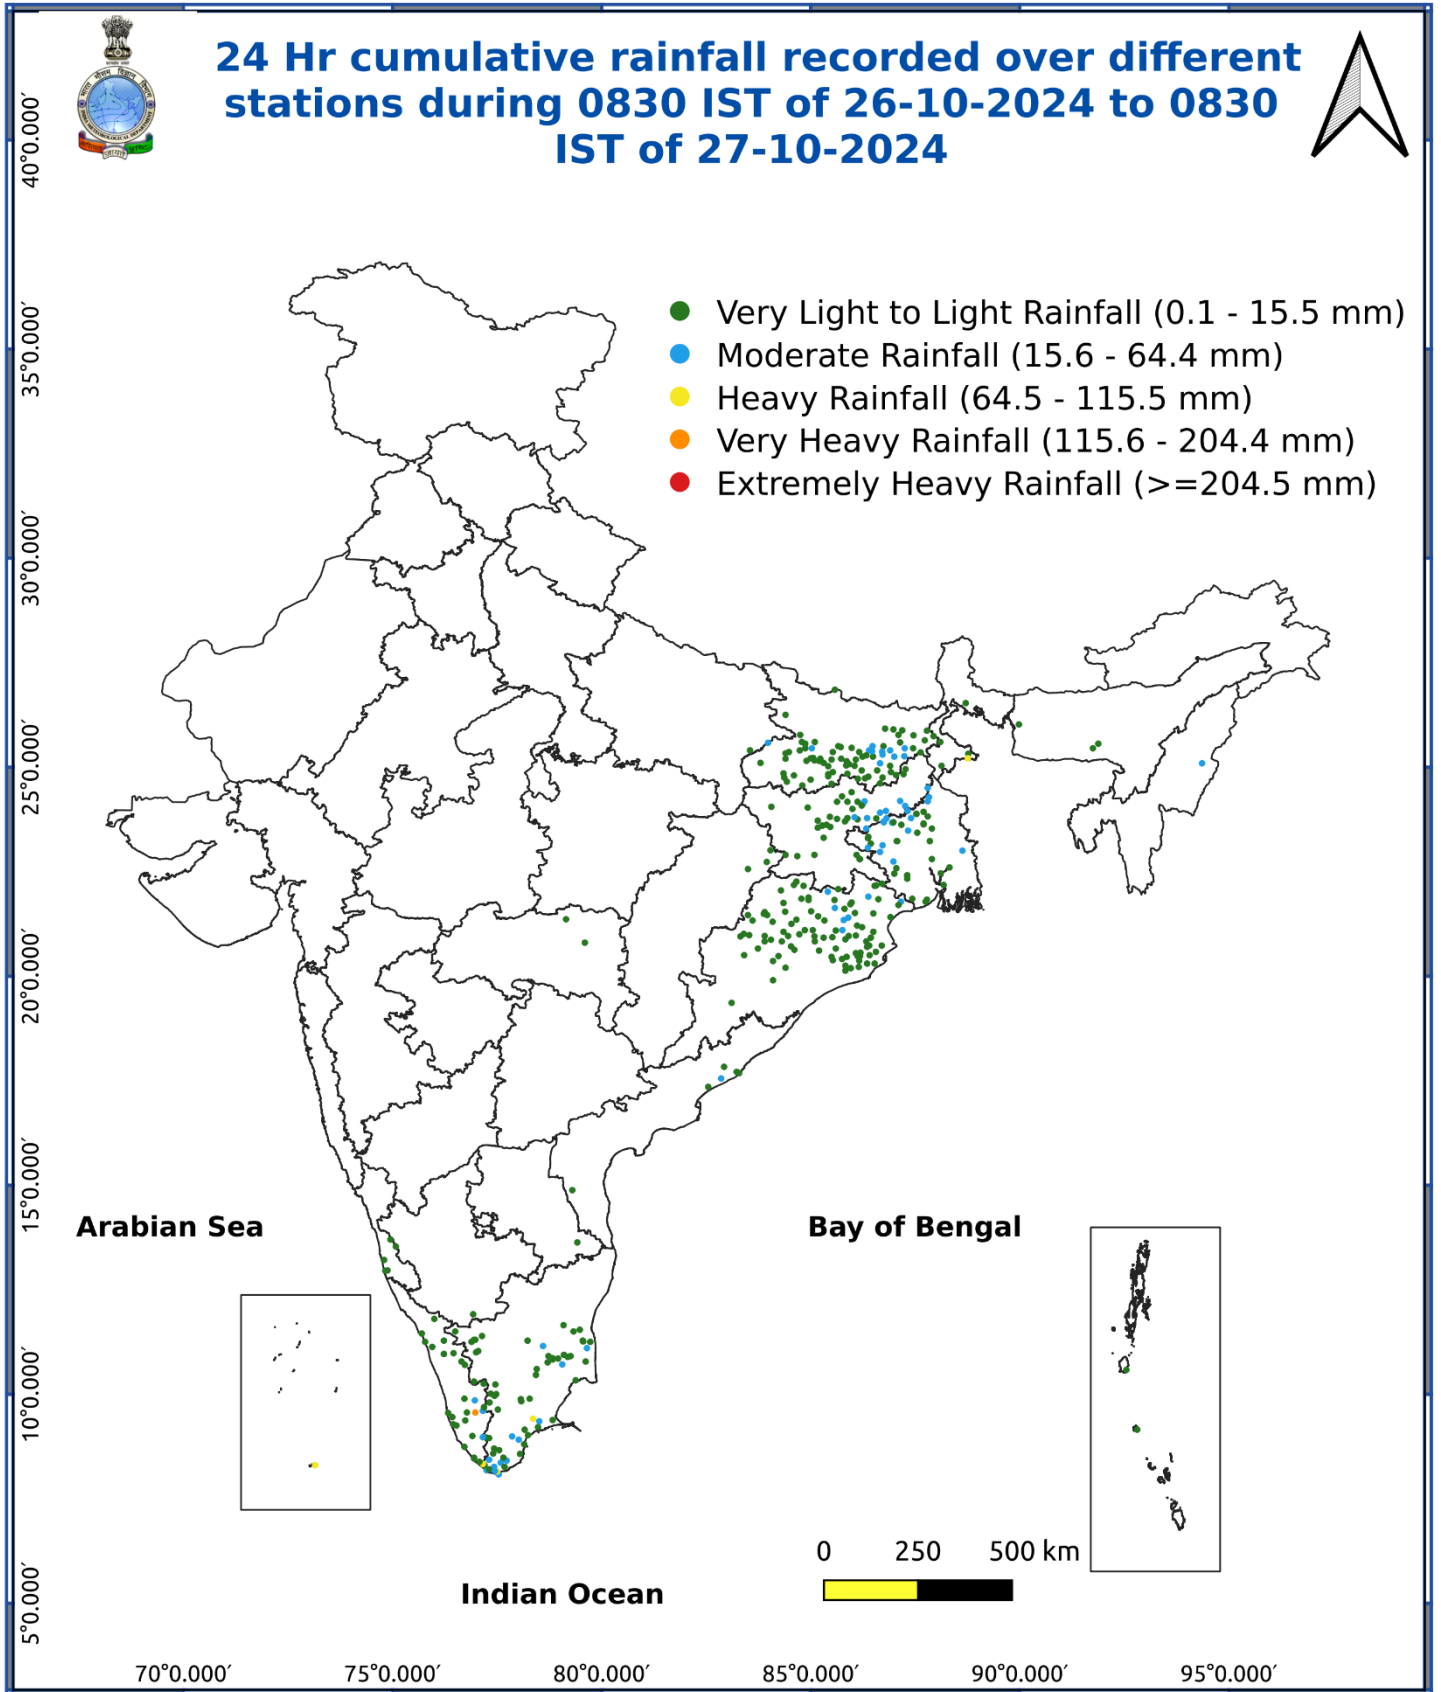 24 Hr cumulative rainfall recorded over different
stations during 0830 IST of 26-10-2024 to 0830
IST of 27-10-2024
Very Light to Light Rainfall (0.1 - 15.5 mm)
Moderate Rainfall (15.6 - 64.4 mm)
Heavy Rainfall (64.5 - 115.5 mm)
Very Heavy Rainfall (115.6 - 204.4 mm)
Extremely Heavy Rainfall (>=204.5 mm)
40°0.000′
35°0.000′
30°0.000′
25°0.000′
20°0.000′
15°0.000′
10°0.000′
5°0.000′
Arabian Sea
Bay of Bengal
0 250 500 km
Indian Ocean
70°0.000′ 75°0.000′ 80°0.000′ 85°0.000′ 90°0.000′ 95°0.000′